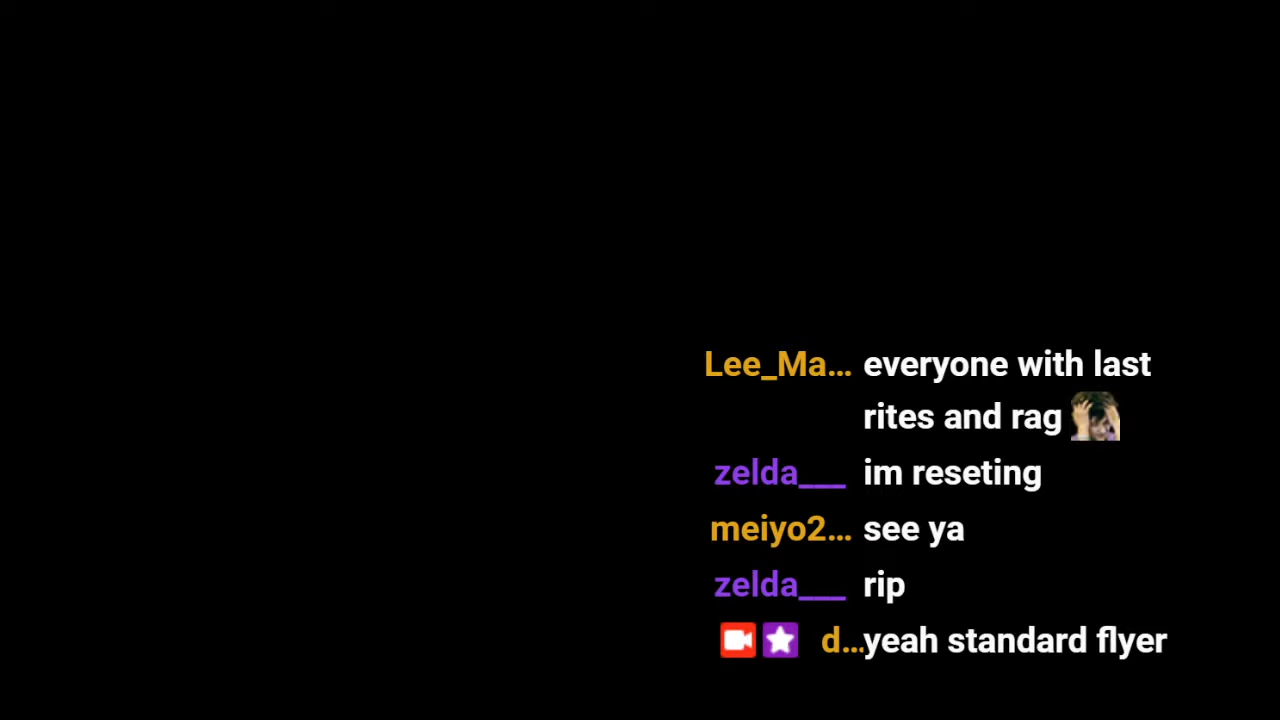 Lee_Ma... everyone with last
rites and rag
zelda___ im reseting
meiyo2... see ya
zelda___ rip
d...yeah standard flyer